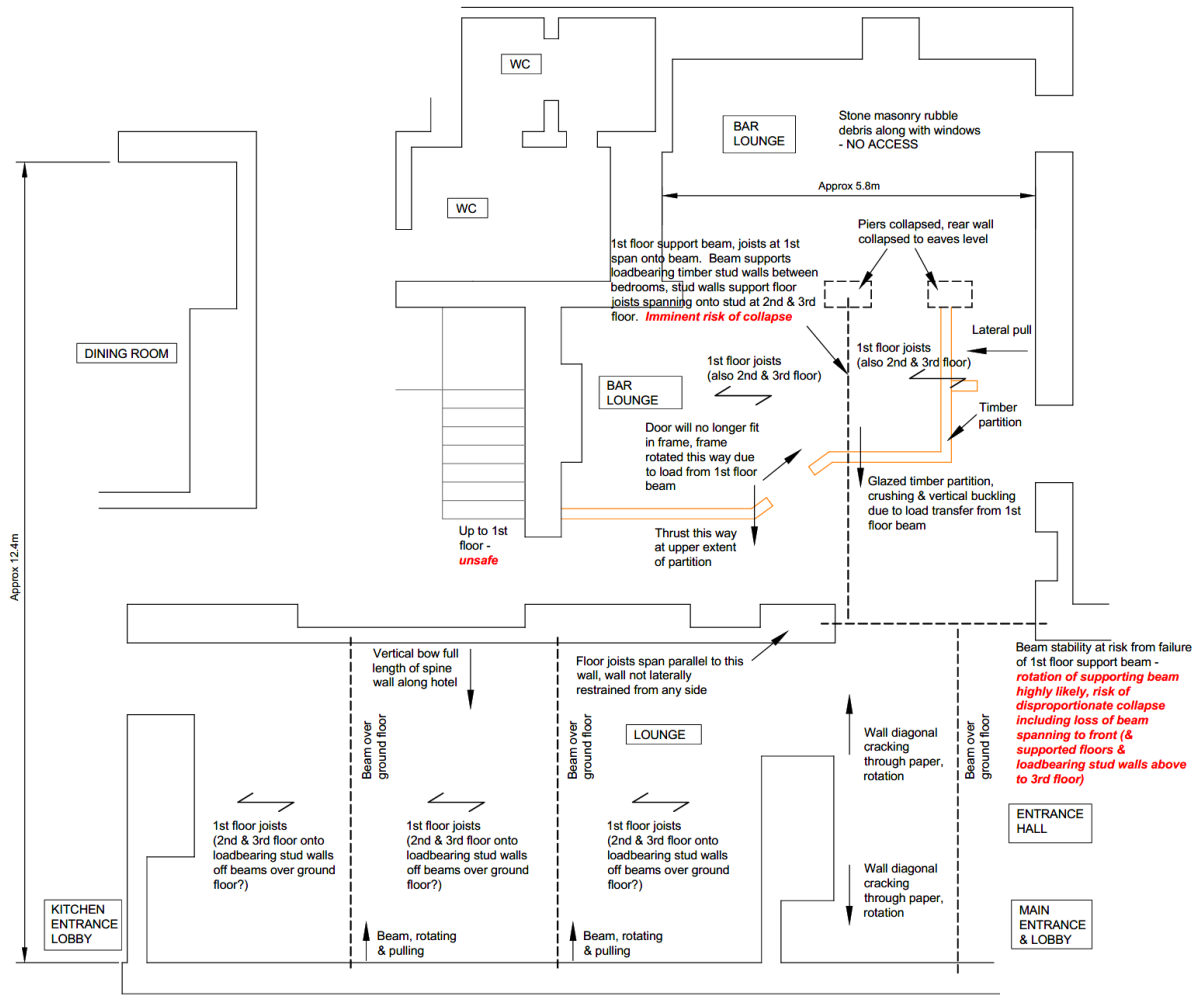 WC
BAR
LOUNGE
Stone masonry rubble
debris along with windows
- NO ACCESS
Approx 5.8m
WC
Piers collapsed, rear wall
collapsed to eaves level
1st floor support beam, joists at 1st
span onto beam. Beam supports
loadbearing timber stud walls between
bedrooms, stud walls support floor
joists spanning onto stud at 2nd & 3rd
floor. Imminent risk of collapse
Lateral pull
DINING ROOM
1st floor joists
(also 2nd & 3rd floor)
1st floor joists
(also 2nd & 3rd floor)
BAR
LOUNGE
Timber
partition
Door will no longer fit
in frame, frame
rotated this way due
to load from 1st floor
beam
Glazed timber partition,
crushing & vertical buckling
due to load transfer from 1st
floor beam
Up to 1st
floor -
unsafe
Thrust this way
at upper extent
of partition
Approx 12.4m
Vertical bow full
length of spine
wall along hotel
Floor joists span parallel to this
wall, wall not laterally
restrained from any side
Beam stability at risk from failure
of 1st floor support beam -
rotation of supporting beam
highly likely, risk of
disproportionate collapse
including loss of beam
spanning to front (&
supported floors &
loadbearing stud walls above
to 3rd floor)
Beam over
ground floor
Beam over
ground floor
LOUNGE
Wall diagonal
cracking
through paper,
rotation
Beam over
ground floor
1st floor joists
(2nd & 3rd floor onto
loadbearing stud walls
off beams over ground
floor?)
1st floor joists
(2nd & 3rd floor onto
loadbearing stud walls
off beams over ground
floor?)
1st floor joists
(2nd & 3rd floor onto
loadbearing stud walls
off beams over ground
floor?)
ENTRANCE
HALL
Wall diagonal
cracking
through paper,
rotation
KITCHEN
ENTRANCE
LOBBY
Beam, rotating
& pulling
Beam, rotating
& pulling
MAIN
ENTRANCE
& LOBBY